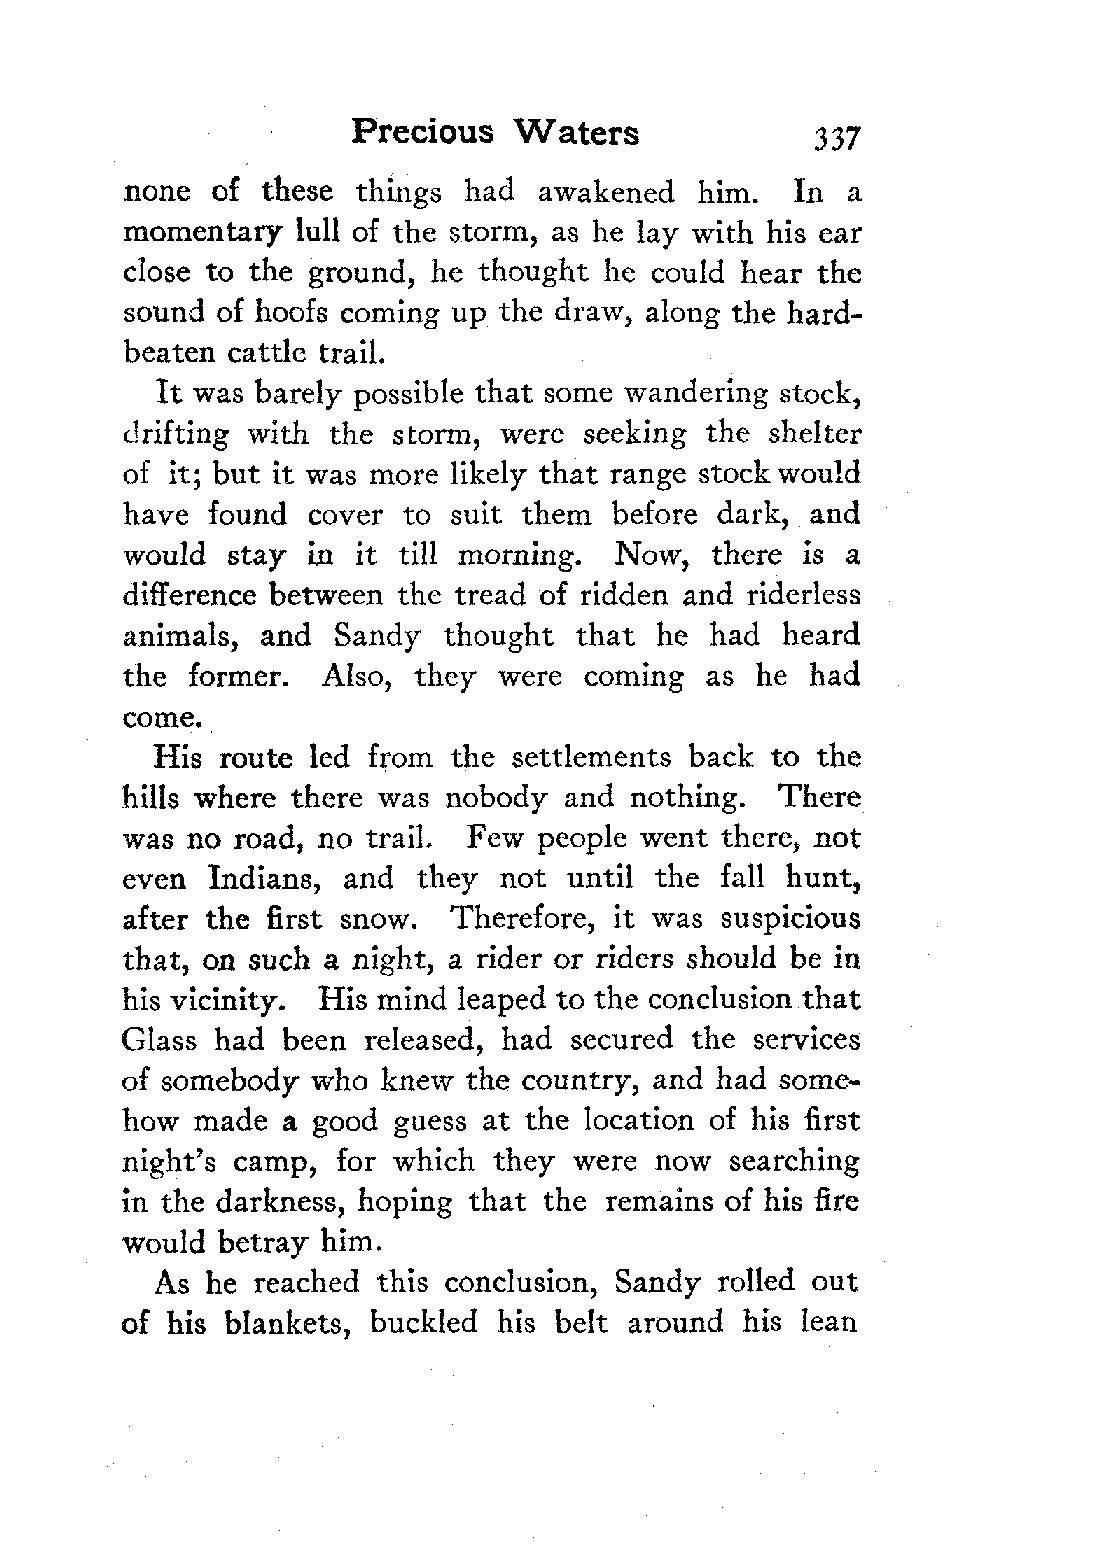 Precious Waters 337
none of these things had awakened him. In a
momentary lull of the storm, as he lay with his ear
close to the ground, he thought he could hear the
sound of hoofs coming up the draw, along the hard-
beaten cattle trail.
It was barely possible that some wandering stock,
drifting with the storm, were seeking the shelter
of it; but it was more likely that range stock would
have found cover to suit them before dark, and
would stay in it till morning. Now, there is a
difference between the tread of ridden and riderless
animals, and Sandy thought that he had heard
the former. Also, they were coming as he had
come.
His route led from the settlements back to the
hills where there was nobody and nothing. There
was no road, no trail. Few people went there, not
even Indians, and they not until the fall hunt,
after the first snow. Therefore, it was suspicious
that, on such a night, a rider or riders should be in
his vicinity. His mind leaped to the conclusion that
Glass had been released, had secured the services
of somebody who knew the country, and had some-
how made a good guess at the location of his first
night's camp, for which they were now searching
in the darkness, hoping that the remains of his fire
would betray him.
As he reached this conclusion, Sandy rolled out
of his blankets, buckled his belt around his lean